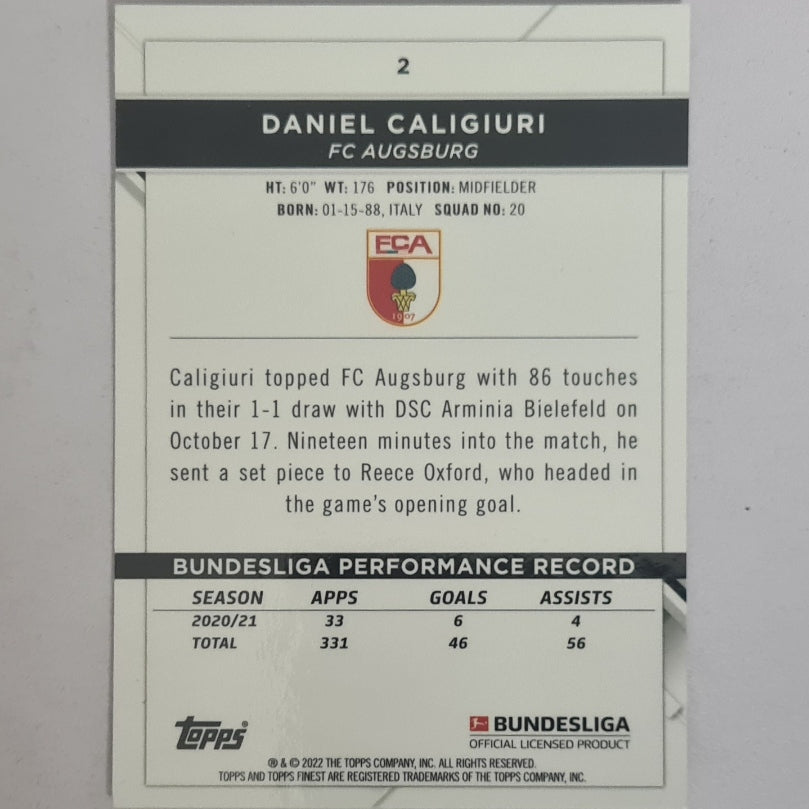 2
DANIEL CALIGIURI
FC AUGSBURG
HT: 6'0" WT: 176 POSITION: MIDFIELDER
BORN: 01-15-88, ITALY SQUAD NO: 20
FCA
1907
Caligiuri topped FC Augsburg with 86 touches
in their 1-1 draw with DSC Arminia Bielefeld on
October 17. Nineteen minutes into the match, he
sent a set piece to Reece Oxford, who headed in
the game's opening goal.
BUNDESLIGA PERFORMANCE RECORD
SEASON APPS GOALS ASSISTS
2020/21 33 6 4
TOTAL 331 46 56
topps®
BUNDESLIGA
OFFICIAL LICENSED PRODUCT
® & © 2022 THE TOPPS COMPANY, INC. ALL RIGHTS RESERVED.
TOPPS AND TOPPS FINEST ARE REGISTERED TRADEMARKS OF THE TOPPS COMPANY, INC.